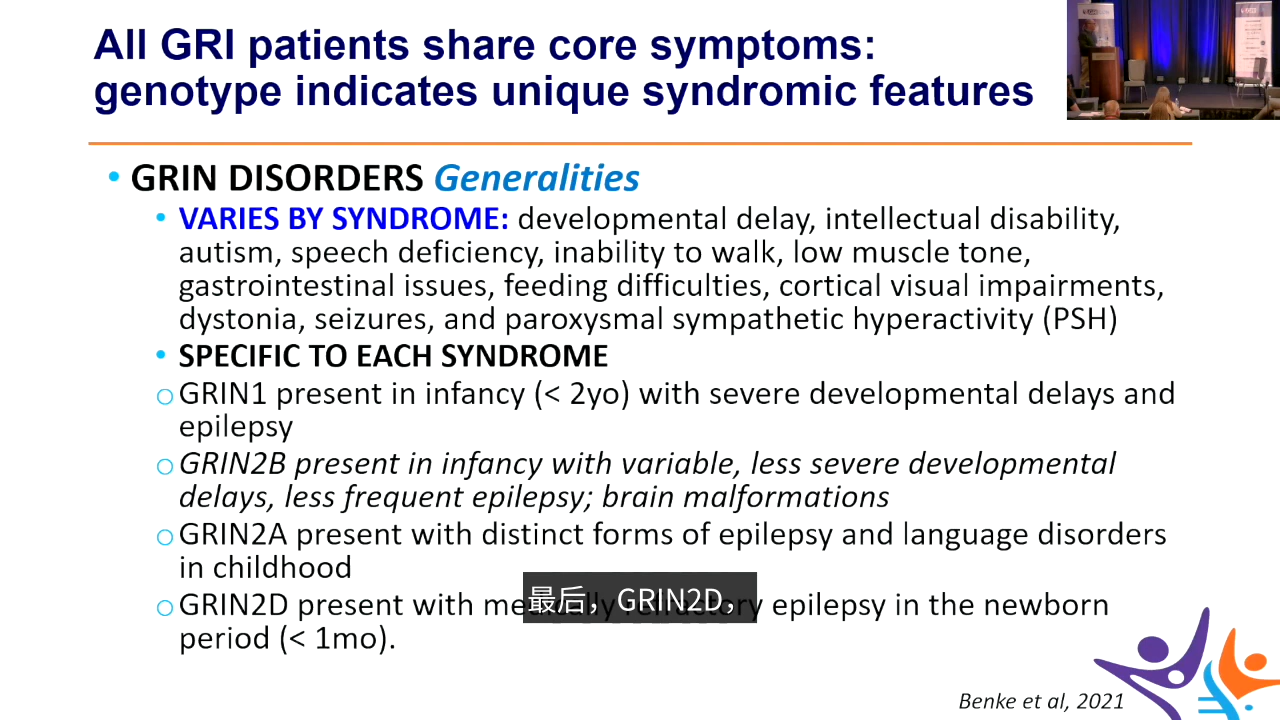 All GRI patients share core symptoms:
genotype indicates unique syndromic features
• GRIN DISORDERS Generalities
• VARIES BY SYNDROME: developmental delay, intellectual disability,
autism, speech deficiency, inability to walk, low muscle tone,
gastrointestinal issues, feeding difficulties, cortical visual impairments,
dystonia, seizures, and paroxysmal sympathetic hyperactivity (PSH)
• SPECIFIC TO EACH SYNDROME
o GRIN1 present in infancy (< 2yo) with severe developmental delays and
epilepsy
o GRIN2B present in infancy with variable, less severe developmental
delays, less frequent epilepsy; brain malformations
o GRIN2A present with distinct forms of epilepsy and language disorders
in childhood
o GRIN2D present with medically refractory epilepsy in the newborn
period (< 1mo).
最后，GRIN2D，
Benke et al, 2021